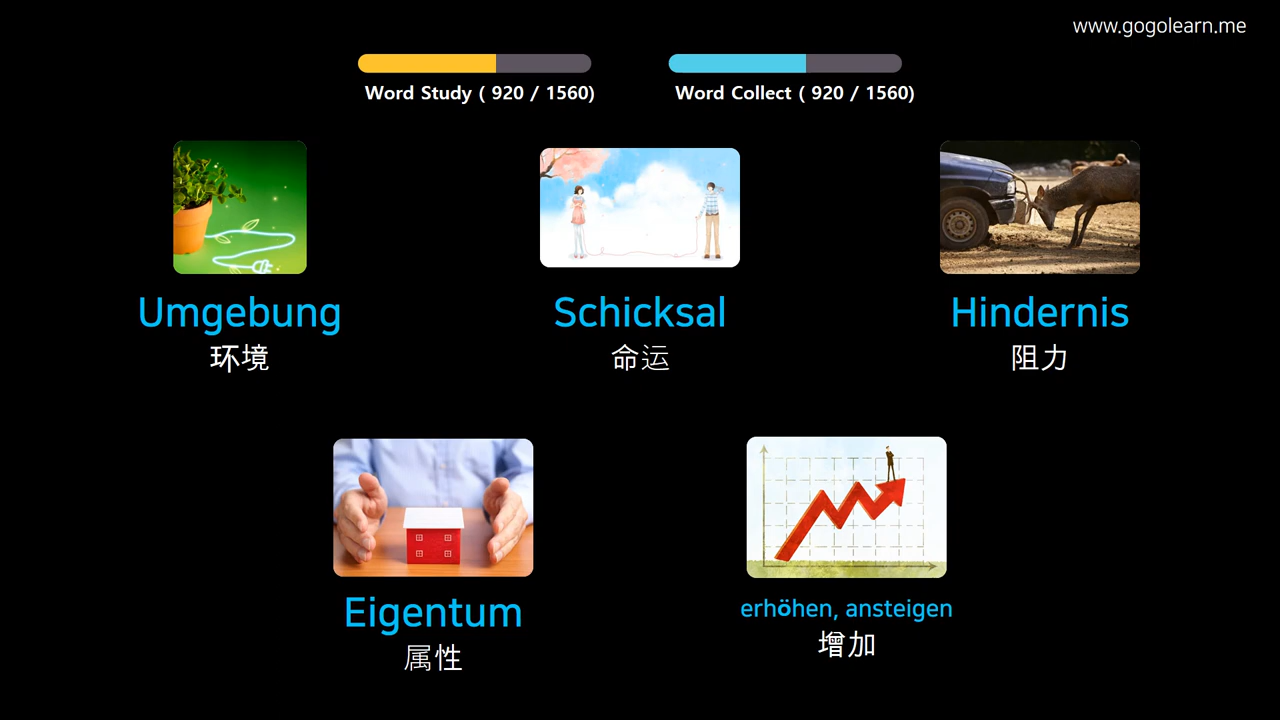 www.gogolearn.me
Word Study ( 920 / 1560)
Word Collect ( 920 / 1560)
Umgebung
环境
Schicksal
命运
Hindernis
阻力
Eigentum
属性
erhöhen, ansteigen
增加